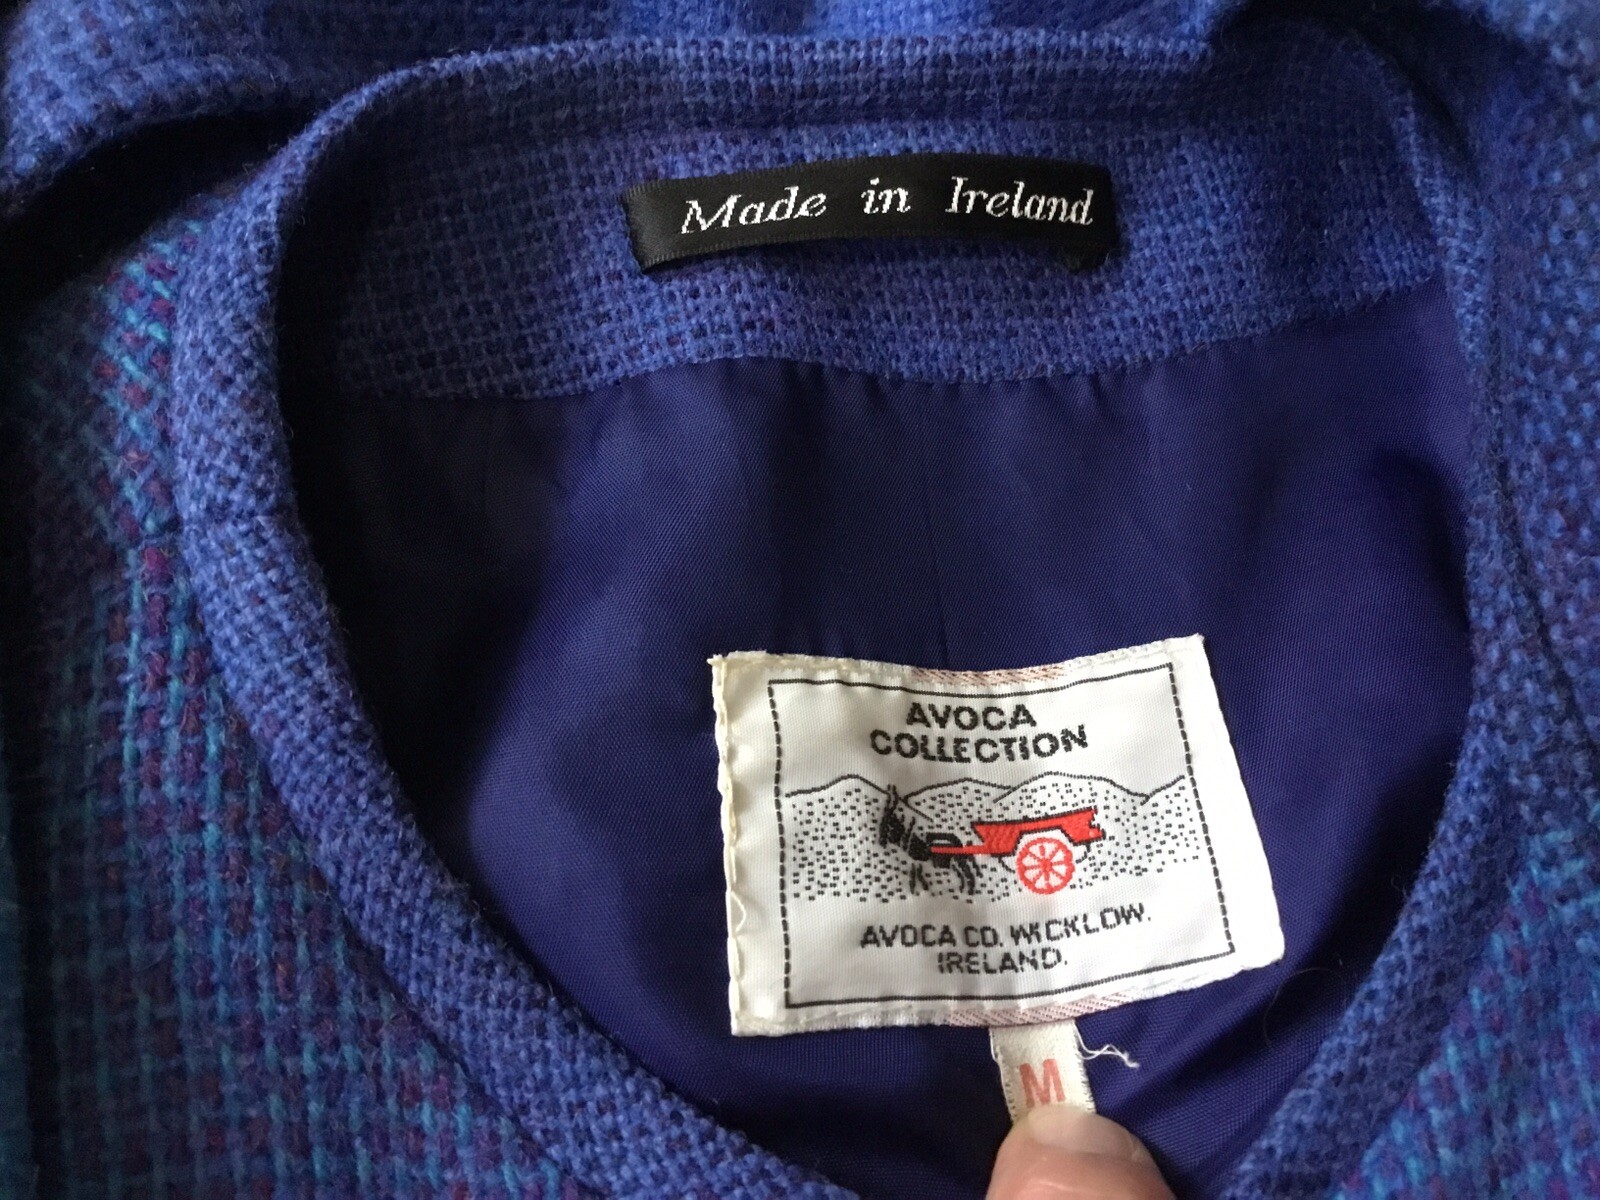 Made in Ireland
AVOCA
COLLECTION
AVOCA CO. WICKLOW.
IRELAND.
M